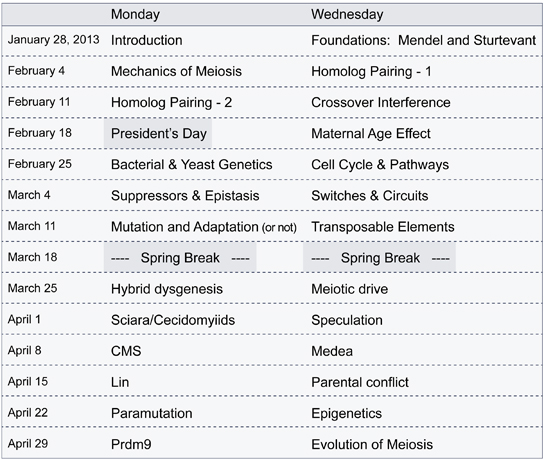 Monday Wednesday
January 28, 2013 Introduction Foundations: Mendel and Sturtevant
February 4 Mechanics of Meiosis Homolog Pairing - 1
February 11 Homolog Pairing - 2 Crossover Interference
February 18 President's Day Maternal Age Effect
February 25 Bacterial & Yeast Genetics Cell Cycle & Pathways
March 4 Suppressors & Epistasis Switches & Circuits
March 11 Mutation and Adaptation (or not) Transposable Elements
March 18 ---- Spring Break ---- ---- Spring Break ----
March 25 Hybrid dysgenesis Meiotic drive
April 1 Sciara/Cecidomyiids Speculation
April 8 CMS Medea
April 15 Lin Parental conflict
April 22 Paramutation Epigenetics
April 29 Prdm9 Evolution of Meiosis